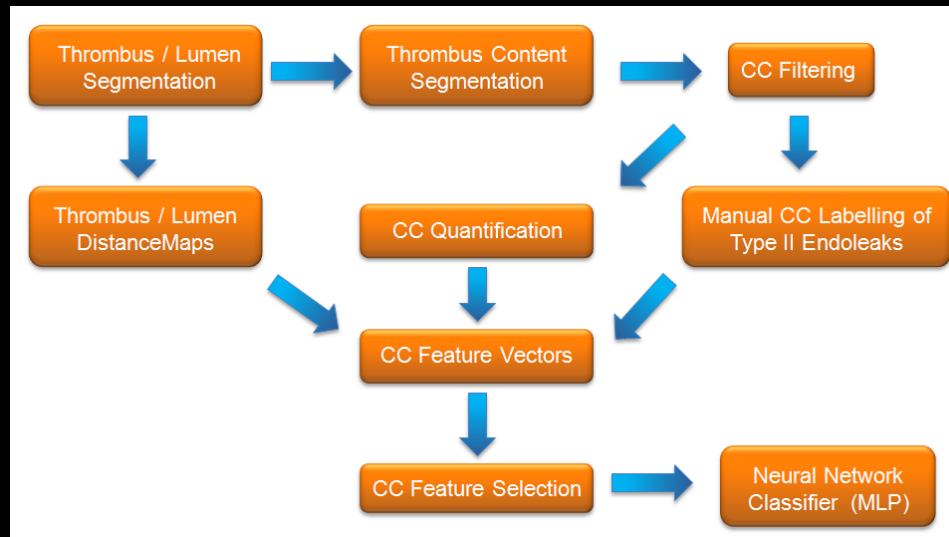 Thrombus / Lumen
Segmentation
Thrombus Content
Segmentation
CC Filtering
Thrombus / Lumen
DistanceMaps
CC Quantification
Manual CC Labelling of
Type II Endoleaks
CC Feature Vectors
CC Feature Selection
Neural Network
Classifier (MLP)